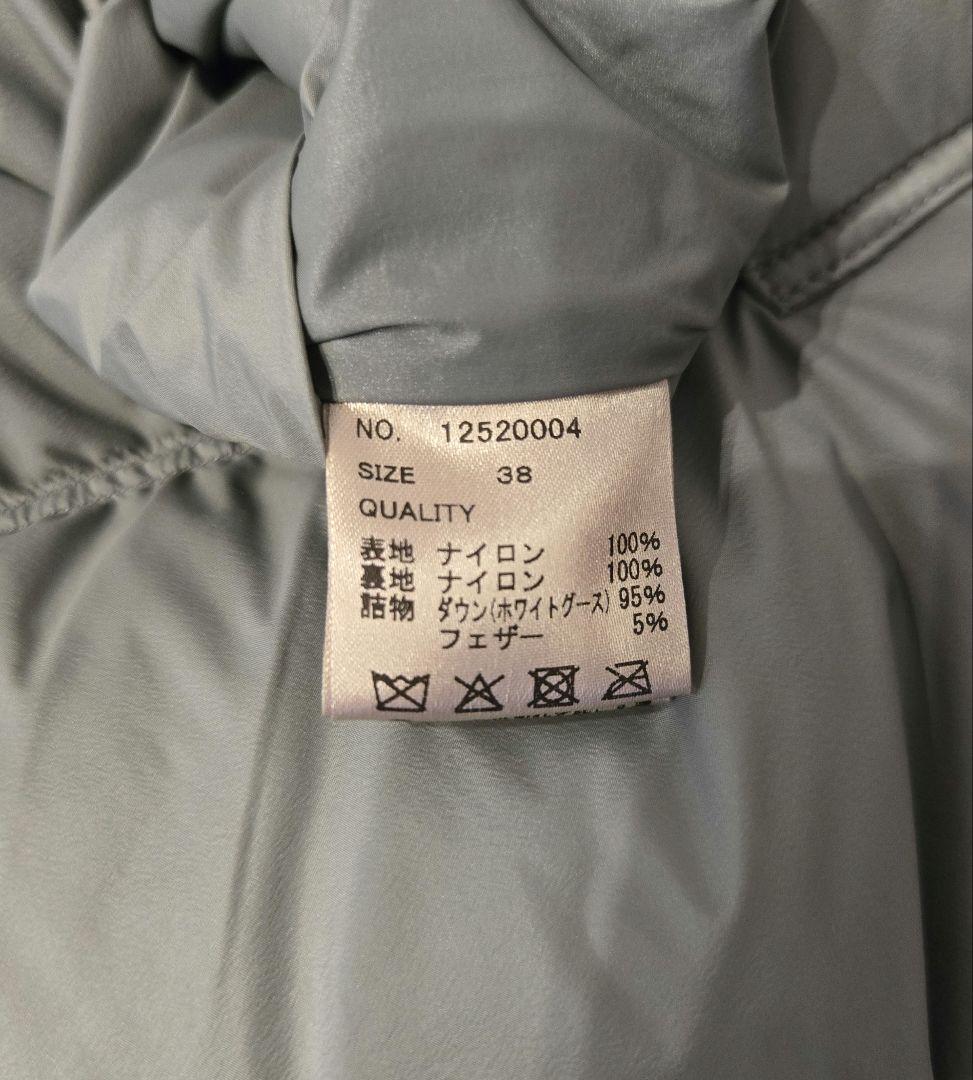 NO. 12520004
SIZE 38
QUALITY
表地 ナイロン 100%
裏地 ナイロン 100%
詰物 ダウン(ホワイトグース) 95%
フェザー 5%